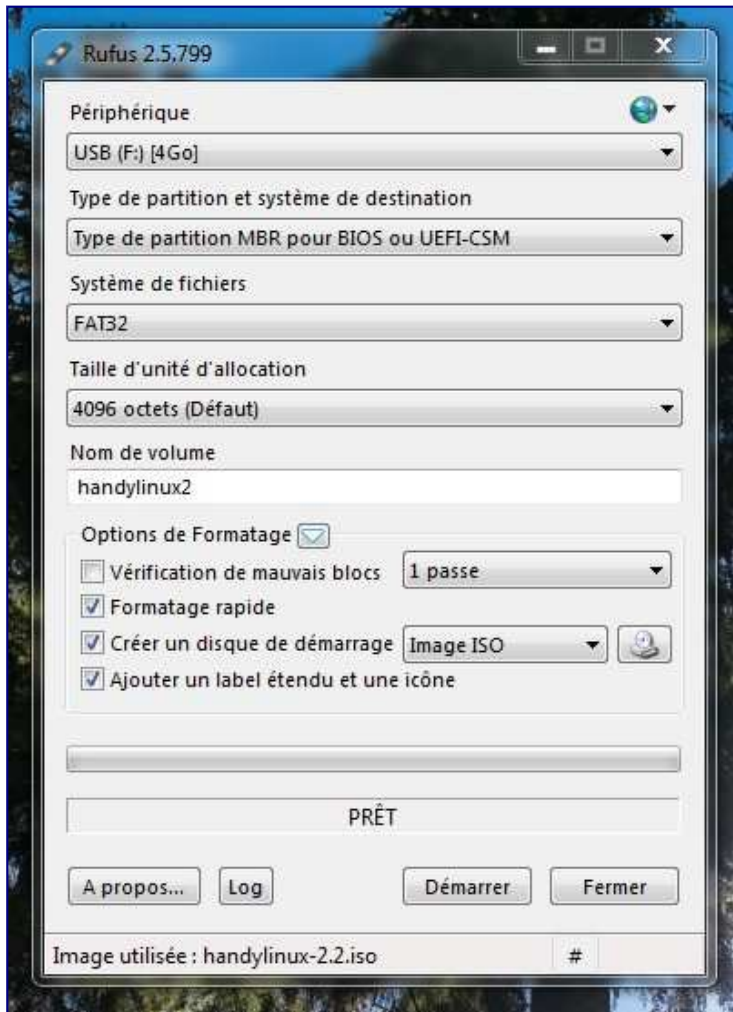 Rufus 2.5.799
Périphérique
USB (F:) [4Go]
Type de partition et système de destination
Type de partition MBR pour BIOS ou UEFI-CSM
Système de fichiers
FAT32
Taille d'unité d'allocation
4096 octets (Défaut)
Nom de volume
handylinux2
Options de Formatage
Vérification de mauvais blocs 1 passe
Formatage rapide
Créer un disque de démarrage Image ISO
Ajouter un label étendu et une icône
PRÊT
A propos... Log Démarrer Fermer
Image utilisée : handylinux-2.2.iso #